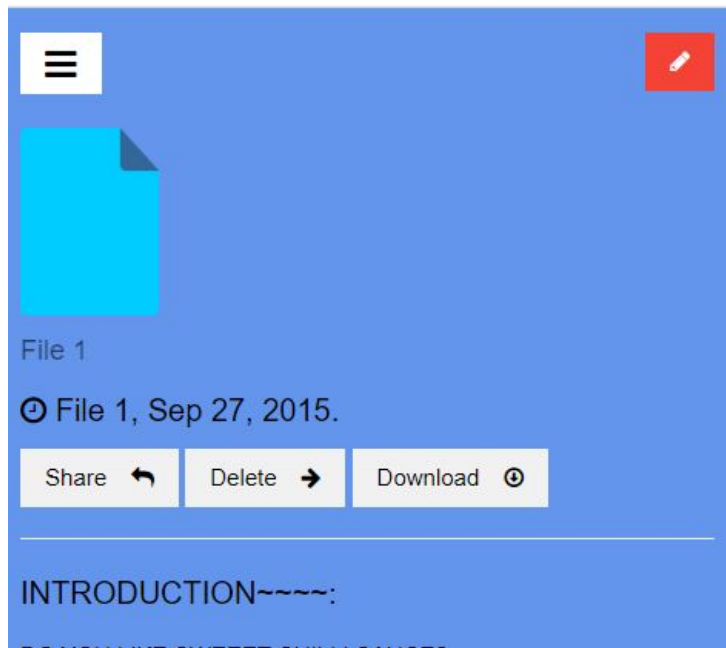 File 1
File 1, Sep 27, 2015.
Share Delete Download
INTRODUCTION~~~~: